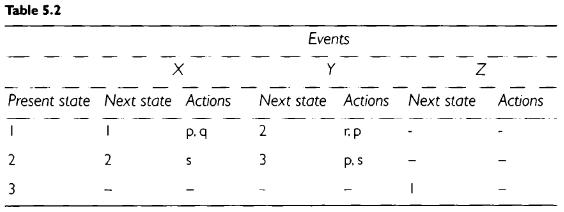 Table 5.2
Events
X Y Z
Present state Next state Actions Next state Actions Next state Actions
1 1 p, q 2 r, p - -
2 2 s 3 p, s – –
3 – – – – 1